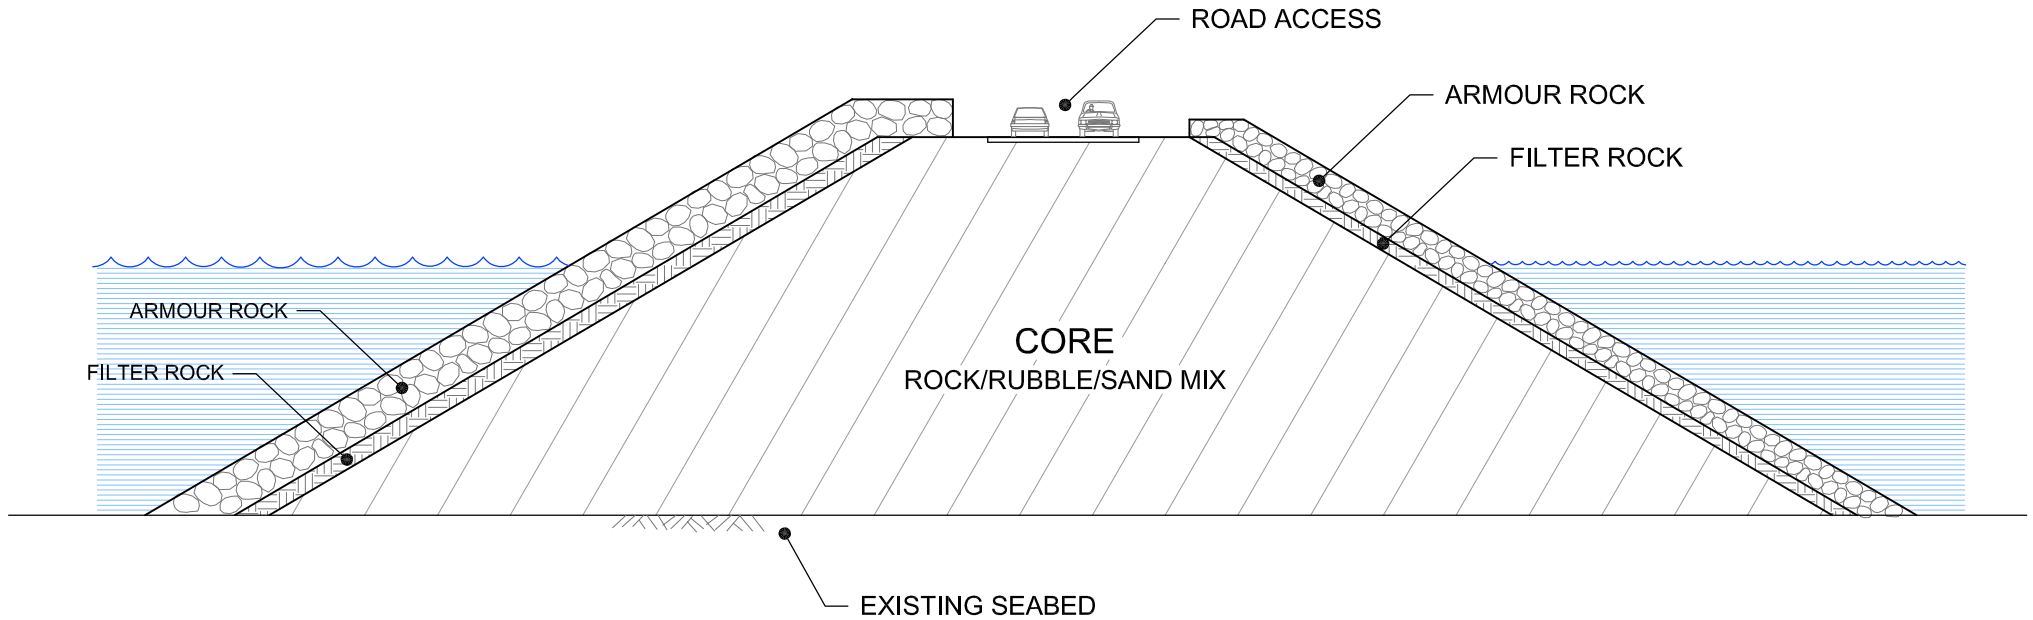 ROAD ACCESS
ARMOUR ROCK
FILTER ROCK
ARMOUR ROCK
FILTER ROCK
CORE
ROCK/RUBBLE/SAND MIX
EXISTING SEABED